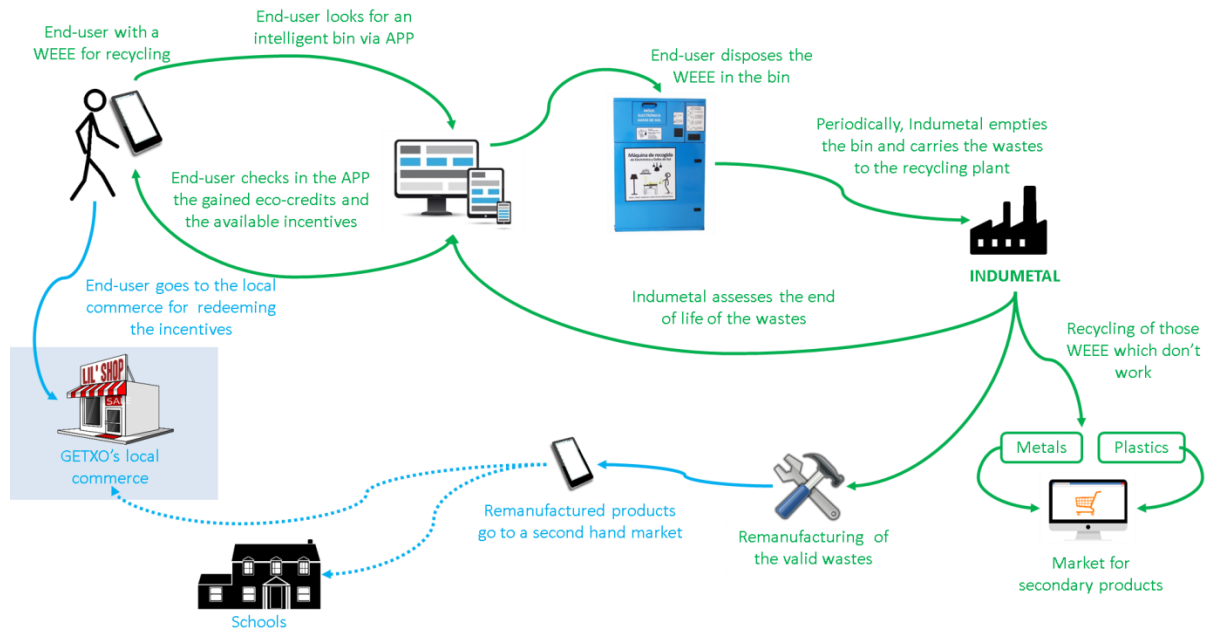 End-user with a
WEEE for recycling
End-user looks for an
intelligent bin via APP
End-user disposes the
WEEE in the bin
Periodically, Indumetal empties
the bin and carries the wastes
to the recycling plant
Máquina de recogida
End-user checks in the APP
the gained eco-credits and
the available incentives
INDUMETAL
End-user goes to the local
commerce for redeeming
the incentives
Indumetal assesses the end
of life of the wastes
Recycling of those
WEEE which don't
work
LIL' SHOP
SA
GETXO's local
commerce
Metals
Plastics
Remanufactured products
go to a second hand market
Remanufacturing of
the valid wastes
Market for
secondary products
Schools